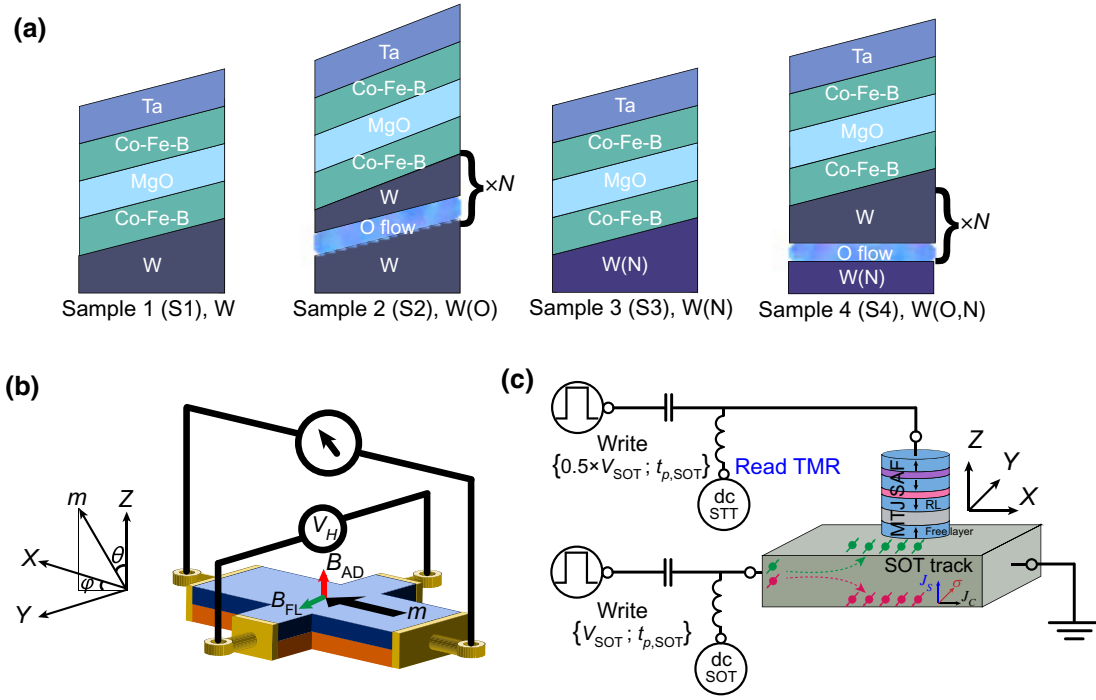 (a)
Ta
Co-Fe-B
MgO
Co-Fe-B
W
Sample 1 (S1), W
Ta
Co-Fe-B
MgO
Co-Fe-B
W
O flow
W
×N
Sample 2 (S2), W(O)
Ta
Co-Fe-B
MgO
Co-Fe-B
W(N)
Sample 3 (S3), W(N)
Ta
Co-Fe-B
MgO
Co-Fe-B
W
O flow
W(N)
×N
Sample 4 (S4), W(O,N)
(b)
m
Z
X
θ
φ
Y
V_H
B_AD
B_FL
m
(c)
Write
{0.5×V_SOT ; t_p,SOT}
Read TMR
dc
STT
Write
{V_SOT ; t_p,SOT}
dc
SOT
MTJ SAF
RL
Free layer
Z
Y
X
SOT track
J_S
σ
J_C